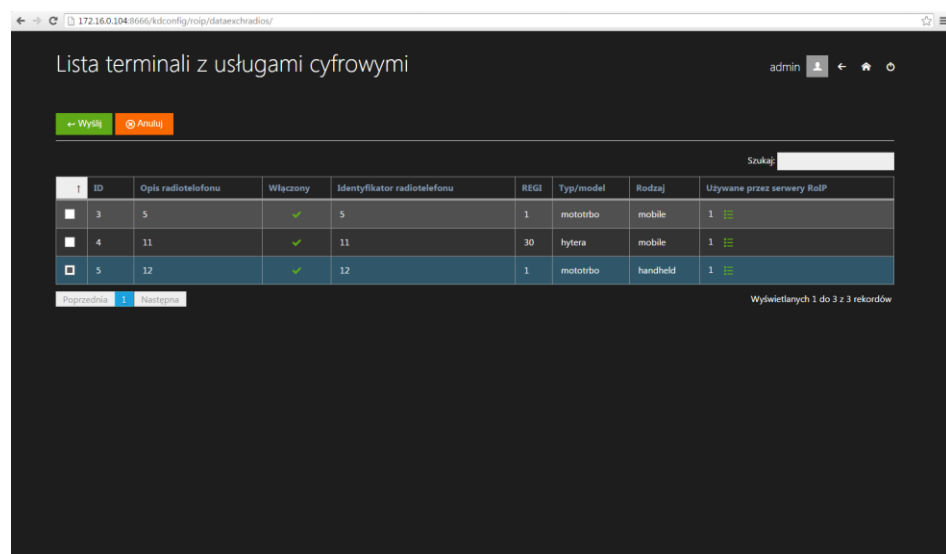 172.16.0.104:8666/kdconfig/roip/dataexchradios/
Lista terminali z usługami cyfrowymi
admin
Wyślij Anuluj
Szukaj:
ID Opis radiotelofonu Włączony Identyfikator radiotelefonu REGI Typ/model Rodzaj Używane przez serwery RoIP
3 5 5 1 mototrbo mobile 1
4 11 11 30 hytera mobile 1
5 12 12 1 mototrbo handheld 1
Poprzednia 1 Następna
Wyświetlanych 1 do 3 z 3 rekordów